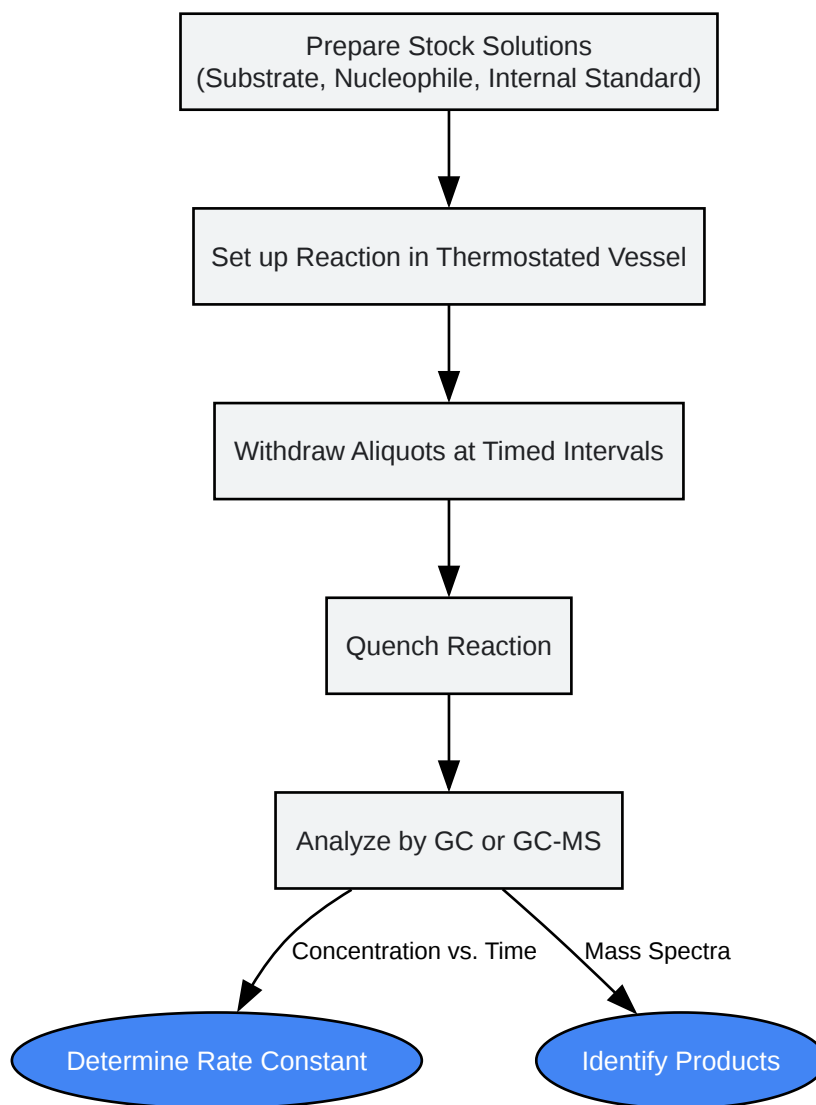 Prepare Stock Solutions
(Substrate, Nucleophile, Internal Standard)
Set up Reaction in Thermostated Vessel
Withdraw Aliquots at Timed Intervals
Quench Reaction
Analyze by GC or GC-MS
Concentration vs. Time
Mass Spectra
Determine Rate Constant
Identify Products